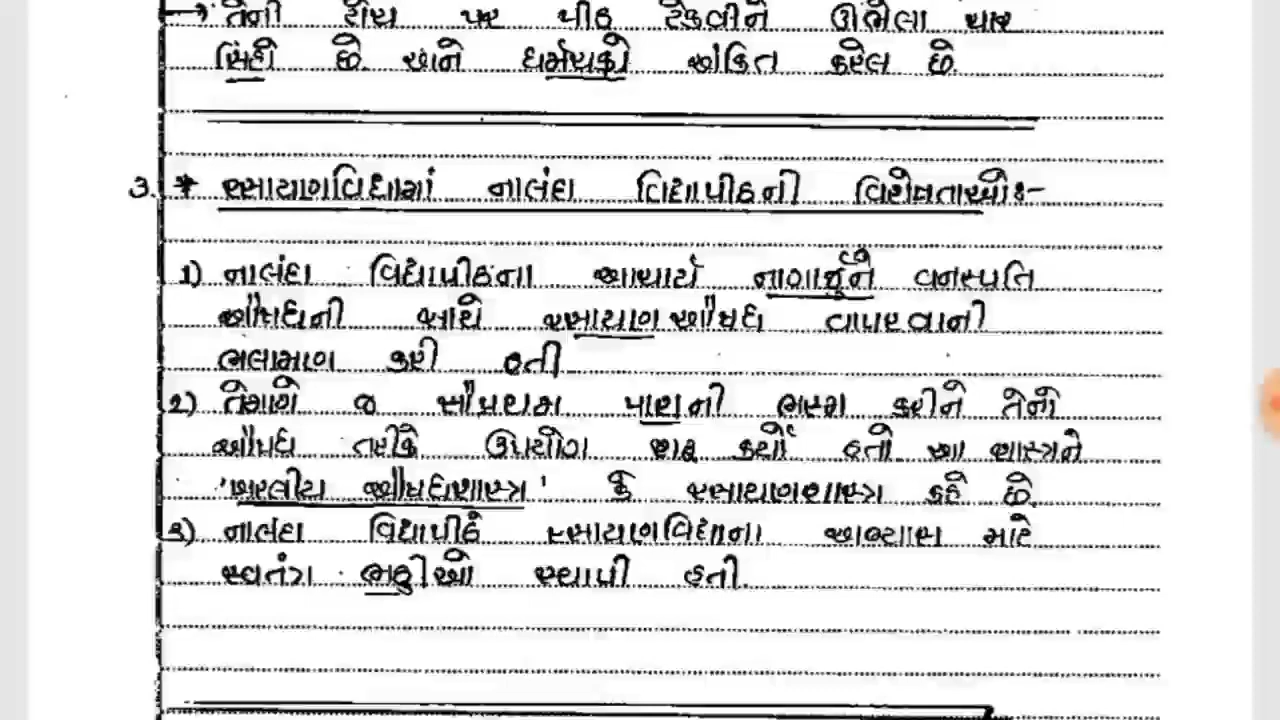 → તેની ટોચ પર પીઠ ટેકવીને ઊભેલા ચાર
સિંહો છે અને ધર્મચક્રો અંકિત કરેલ છે.
3. * રસાયણવિદ્યામાં નાલંદા વિદ્યાપીઠની વિશેષતાઓ:-
1) નાલંદા વિદ્યાપીઠના આચાર્ય નાગાર્જુને વનસ્પતિ
ઔષધિની સાથે રસાયણ ઔષધ વાપરવાની
ભલામણ કરી હતી
2) તેમણે જ સૌપ્રથમ પારાની ભસ્મ કરીને તેનો
ઔષધ તરીકે ઉપયોગ શરૂ કર્યો હતો. આ શાસ્ત્રને
'ભારતીય ઔષધશાસ્ત્ર' કે રસાયણશાસ્ત્ર કહે છે.
૩) નાલંદા વિદ્યાપીઠે રસાયણવિદ્યાના અભ્યાસ માટે
સ્વતંત્ર ભઠ્ઠીઓ સ્થાપી હતી.